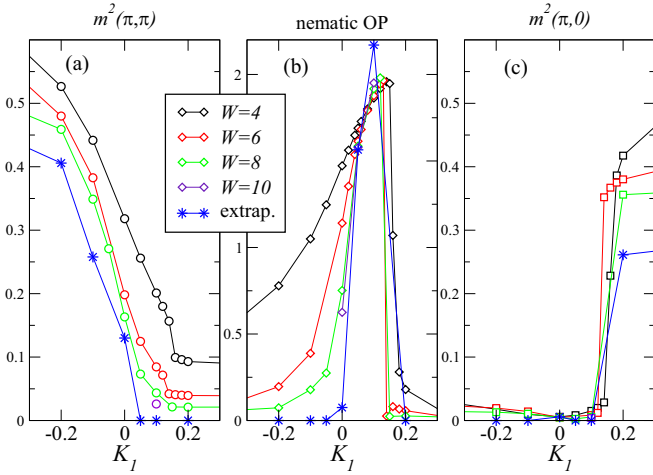 m²(π,π) nematic OP m²(π,0)
(a) (b) (c)
W=4
W=6
W=8
W=10
extrap.
0.5
0.4
0.3
0.2
0.1
0
2
1
0.5
0
0.5
0.4
0.3
0.2
0.1
0
-0.2 0 0.2 -0.2 0 0.2 -0.2 0 0.2
K₁ K₁ K₁